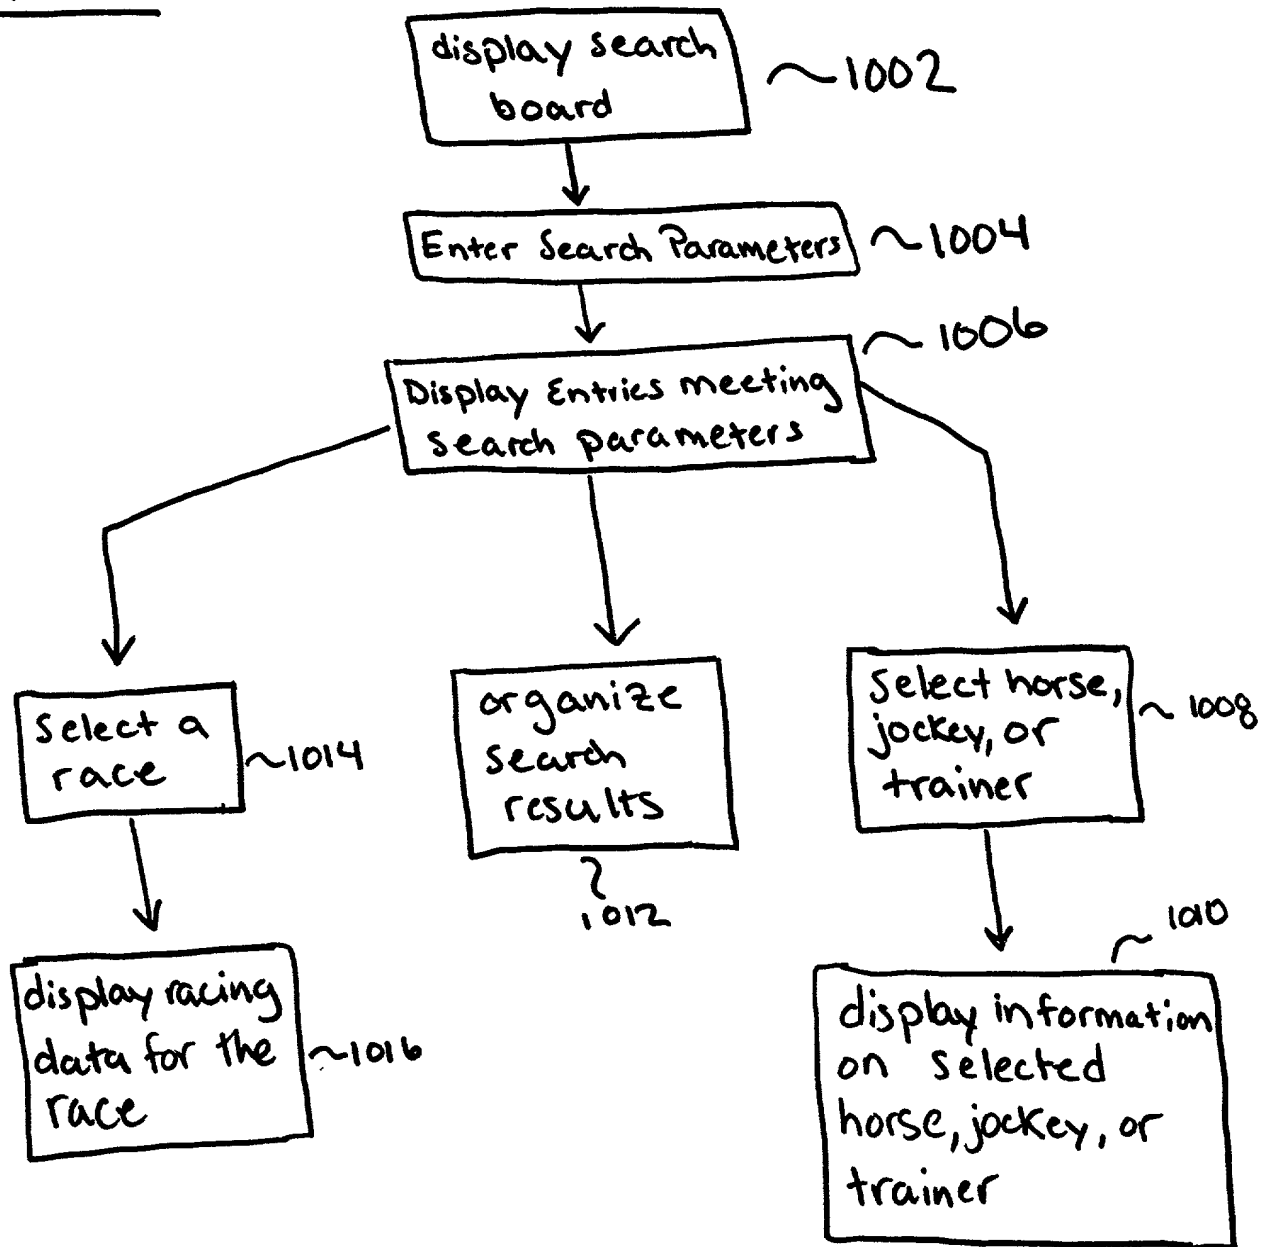 display search
board
~1002
Enter Search Parameters
~1004
~1006
Display Entries meeting
search parameters
select a
race
~1014
organize
search
results
1012
Select horse,
jockey, or
trainer
~1008
display racing
data for the
race
~1016
1010
display information
on selected
horse, jockey, or
trainer